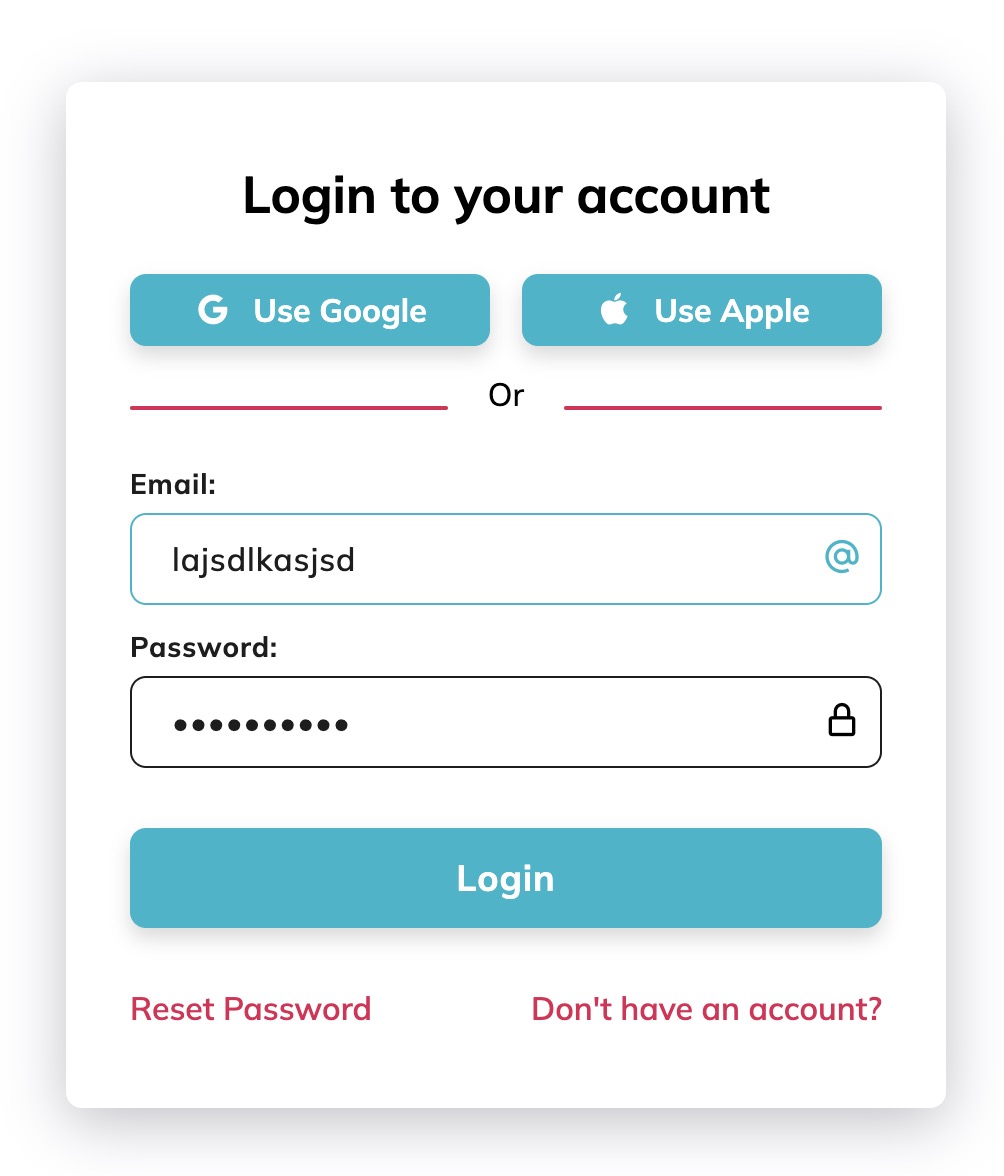 Login to your account
Use Google
Use Apple
Or
Email:
lajsdlkasjsd
@
Password:
••••••••••
Login
Reset Password
Don't have an account?